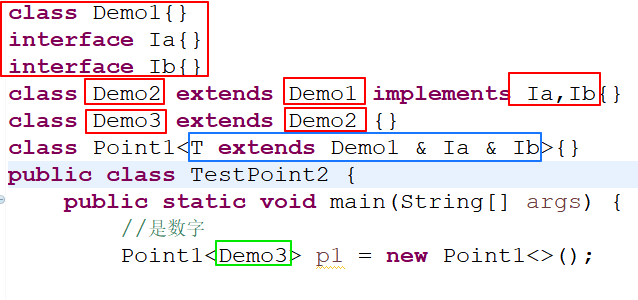 class Demo1{}
interface Ia{}
interface Ib{}
class Demo2 extends Demo1 implements Ia,Ib{}
class Demo3 extends Demo2 {}
class Point1<T extends Demo1 & Ia & Ib>{}
public class TestPoint2 {
public static void main(String[] args) {
//是数字
Point1<Demo3> p1 = new Point1<>();